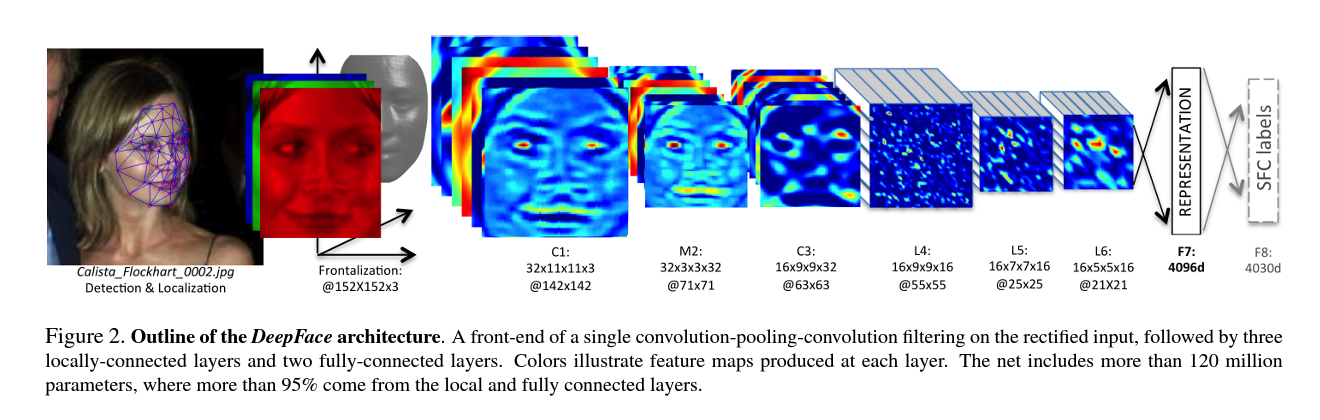 Calista_Flockhart_0002.jpg
Detection & Localization
Frontalization:
@152X152x3
C1:
32x11x11x3
@142x142
M2:
32x3x3x32
@71x71
C3:
16x9x9x32
@63x63
L4:
16x9x9x16
@55x55
L5:
16x7x7x16
@25x25
L6:
16x5x5x16
@21X21
REPRESENTATION
F7:
4096d
SFC labels
F8:
4030d
Figure 2. Outline of the DeepFace architecture. A front-end of a single convolution-pooling-convolution filtering on the rectified input, followed by three
locally-connected layers and two fully-connected layers. Colors illustrate feature maps produced at each layer. The net includes more than 120 million
parameters, where more than 95% come from the local and fully connected layers.